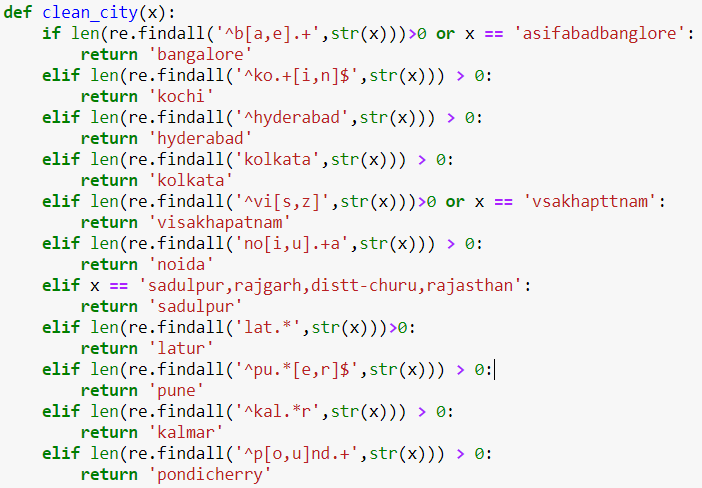 def clean_city(x):
    if len(re.findall('^b[a,e].+',str(x)))>0 or x == 'asifabadbanglore':
        return 'bangalore'
    elif len(re.findall('^ko.+[i,n]$',str(x))) > 0:
        return 'kochi'
    elif len(re.findall('^hyderabad',str(x))) > 0:
        return 'hyderabad'
    elif len(re.findall('kolkata',str(x))) > 0:
        return 'kolkata'
    elif len(re.findall('^vi[s,z]',str(x)))>0 or x == 'vsakhapttnam':
        return 'visakhapatnam'
    elif len(re.findall('no[i,u].+a',str(x))) > 0:
        return 'noida'
    elif x == 'sadulpur,rajgarh,distt-churu,rajasthan':
        return 'sadulpur'
    elif len(re.findall('lat.*',str(x)))>0:
        return 'latur'
    elif len(re.findall('^pu.*[e,r]$',str(x))) > 0:
        return 'pune'
    elif len(re.findall('^kal.*r',str(x))) > 0:
        return 'kalmar'
    elif len(re.findall('^p[o,u]nd.+',str(x))) > 0:
        return 'pondicherry'